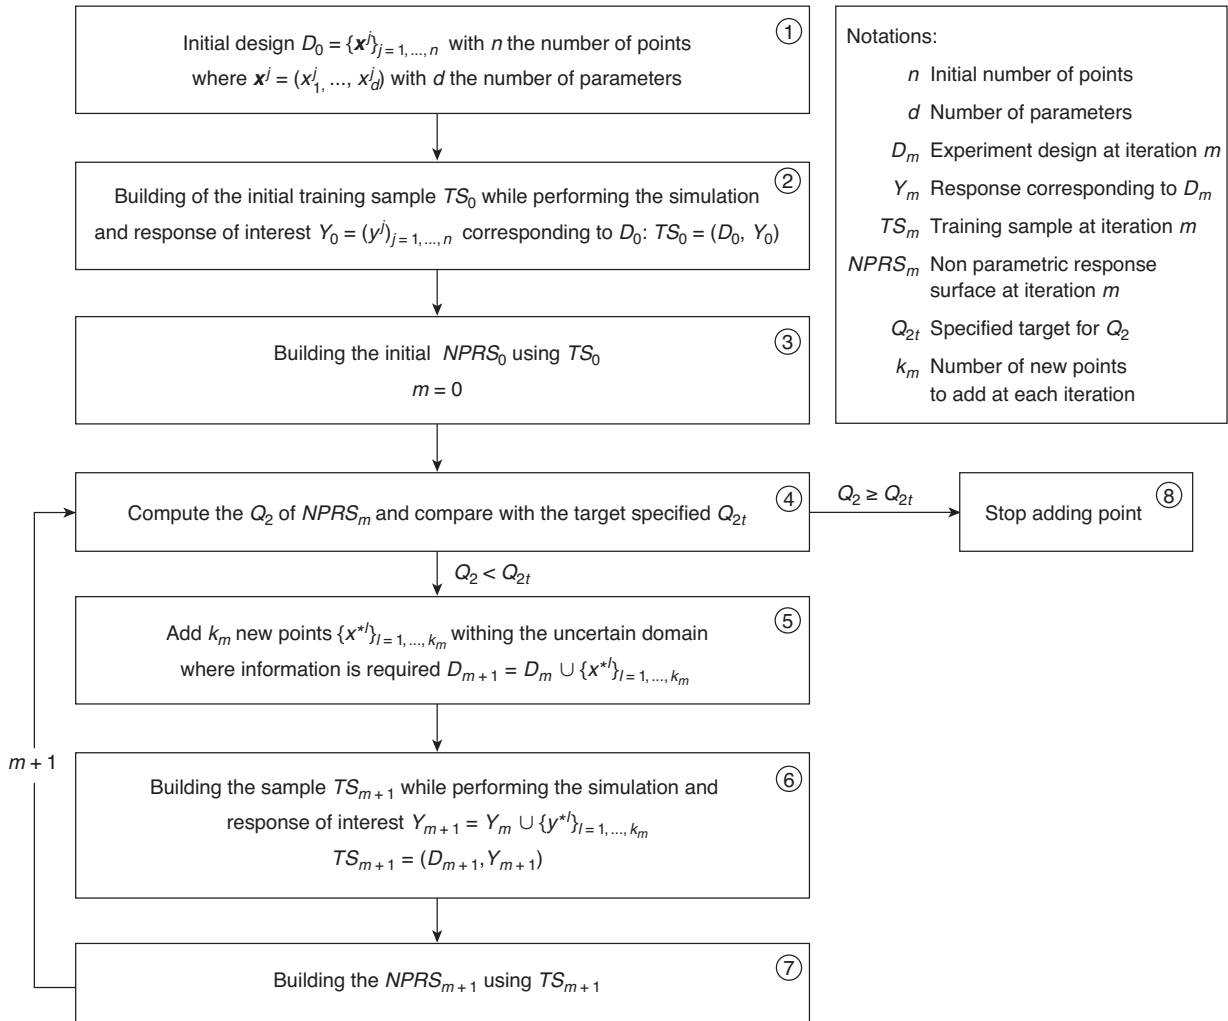 ①
Initial design D₀ = {xʲ}ⱼ₌₁,...,ₙ with n the number of points
where xʲ = (xʲ₁, ..., xʲd) with d the number of parameters
②
Building of the initial training sample TS₀ while performing the simulation
and response of interest Y₀ = (yʲ)ⱼ₌₁,...,ₙ corresponding to D₀: TS₀ = (D₀, Y₀)
③
Building the initial NPRS₀ using TS₀
m = 0
④
Compute the Q₂ of NPRSₘ and compare with the target specified Q₂ₜ
Q₂ ≥ Q₂ₜ
⑧
Stop adding point
Q₂ < Q₂ₜ
⑤
Add kₘ new points {x*ˡ}ₗ₌₁,...,ₖₘ withing the uncertain domain
where information is required Dₘ₊₁ = Dₘ ∪ {x*ˡ}ₗ₌₁,...,ₖₘ
⑥
Building the sample TSₘ₊₁ while performing the simulation and
response of interest Yₘ₊₁ = Yₘ ∪ {y*ˡ}ₗ₌₁,...,ₖₘ
TSₘ₊₁ = (Dₘ₊₁, Yₘ₊₁)
⑦
Building the NPRSₘ₊₁ using TSₘ₊₁
m + 1
Notations:
n Initial number of points
d Number of parameters
Dₘ Experiment design at iteration m
Yₘ Response corresponding to Dₘ
TSₘ Training sample at iteration m
NPRSₘ Non parametric response
surface at iteration m
Q₂ₜ Specified target for Q₂
kₘ Number of new points
to add at each iteration